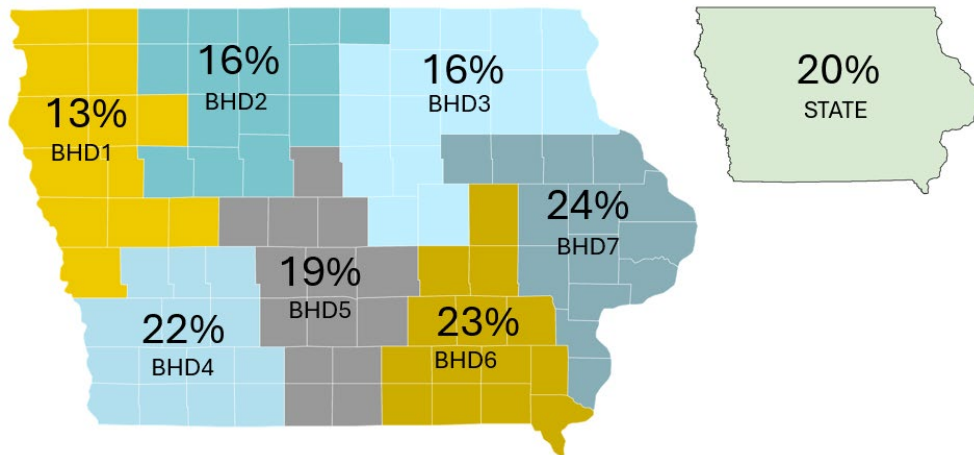 16%
BHD2
16%
BHD3
20%
STATE
13%
BHD1
24%
BHD7
19%
BHD5
22%
BHD4
23%
BHD6